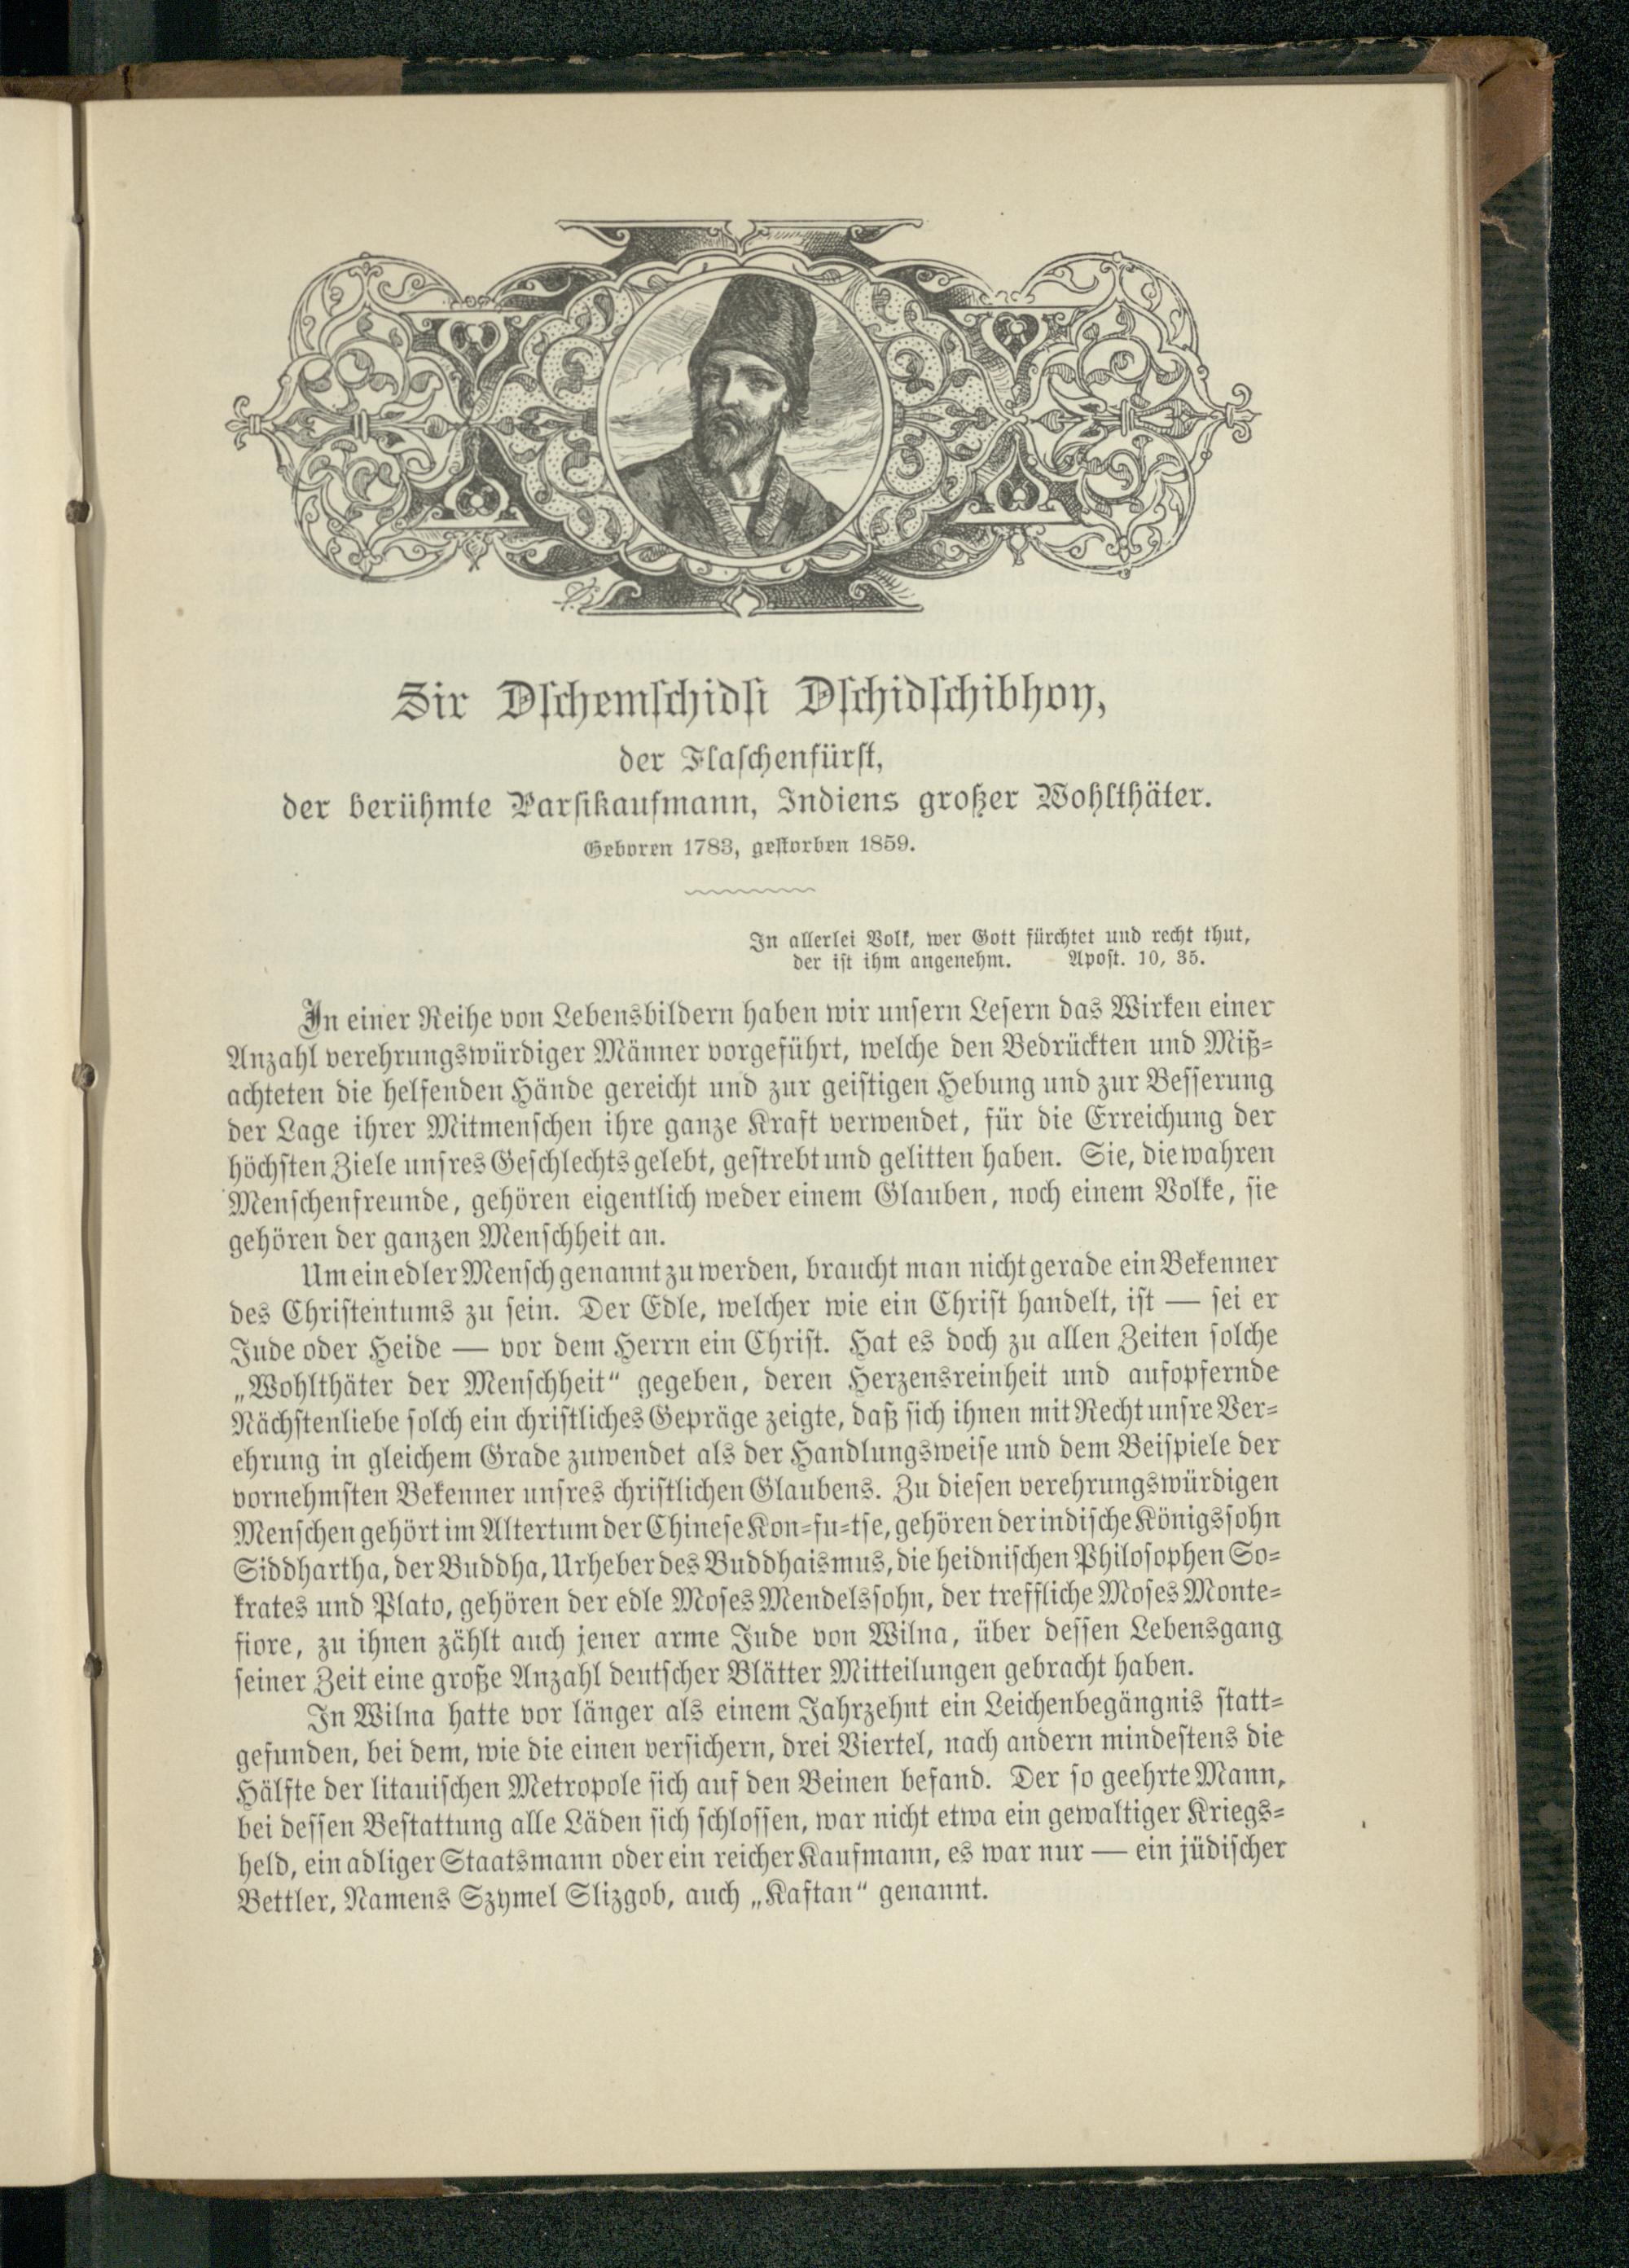 Sir Dschemschidsi Dschidschibhoy,
der Flaschenfürst,
der berühmte Parsikaufmann, Indiens großer Wohlthäter.
Geboren 1783, gestorben 1859.
In allerlei Volk, wer Gott fürchtet und recht thut,
der ist ihm angenehm. Apost. 10, 35.
In einer Reihe von Lebensbildern haben wir unsern Lesern das Wirken einer
Anzahl verehrungswürdiger Männer vorgeführt, welche den Bedrückten und Miß-
achteten die helfenden Hände gereicht und zur geistigen Hebung und zur Besserung
der Lage ihrer Mitmenschen ihre ganze Kraft verwendet, für die Erreichung der
höchsten Ziele unsres Geschlechts gelebt, gestrebt und gelitten haben. Sie, die wahren
Menschenfreunde, gehören eigentlich weder einem Glauben, noch einem Volke, sie
gehören der ganzen Menschheit an.
Um ein edler Mensch genannt zu werden, braucht man nicht gerade ein Bekenner
des Christentums zu sein. Der Edle, welcher wie ein Christ handelt, ist — sei er
Jude oder Heide — vor dem Herrn ein Christ. Hat es doch zu allen Zeiten solche
„Wohlthäter der Menschheit“ gegeben, deren Herzensreinheit und aufopfernde
Nächstenliebe solch ein christliches Gepräge zeigte, daß sich ihnen mit Recht unsre Ver-
ehrung in gleichem Grade zuwendet als der Handlungsweise und dem Beispiele der
vornehmsten Bekenner unsres christlichen Glaubens. Zu diesen verehrungswürdigen
Menschen gehört im Altertum der Chinese Kon-fu-tse, gehören der indische Königssohn
Siddhartha, der Buddha, Urheber des Buddhaismus, die heidnischen Philosophen So-
krates und Plato, gehören der edle Moses Mendelssohn, der treffliche Moses Monte-
fiore, zu ihnen zählt auch jener arme Jude von Wilna, über dessen Lebensgang
seiner Zeit eine große Anzahl deutscher Blätter Mitteilungen gebracht haben.
In Wilna hatte vor länger als einem Jahrzehnt ein Leichenbegängnis statt-
gefunden, bei dem, wie die einen versichern, drei Viertel, nach andern mindestens die
Hälfte der litauischen Metropole sich auf den Beinen befand. Der so geehrte Mann,
bei dessen Bestattung alle Läden sich schlossen, war nicht etwa ein gewaltiger Kriegs-
held, ein adliger Staatsmann oder ein reicher Kaufmann, es war nur — ein jüdischer
Bettler, Namens Szymel Slizgob, auch „Kaftan“ genannt.